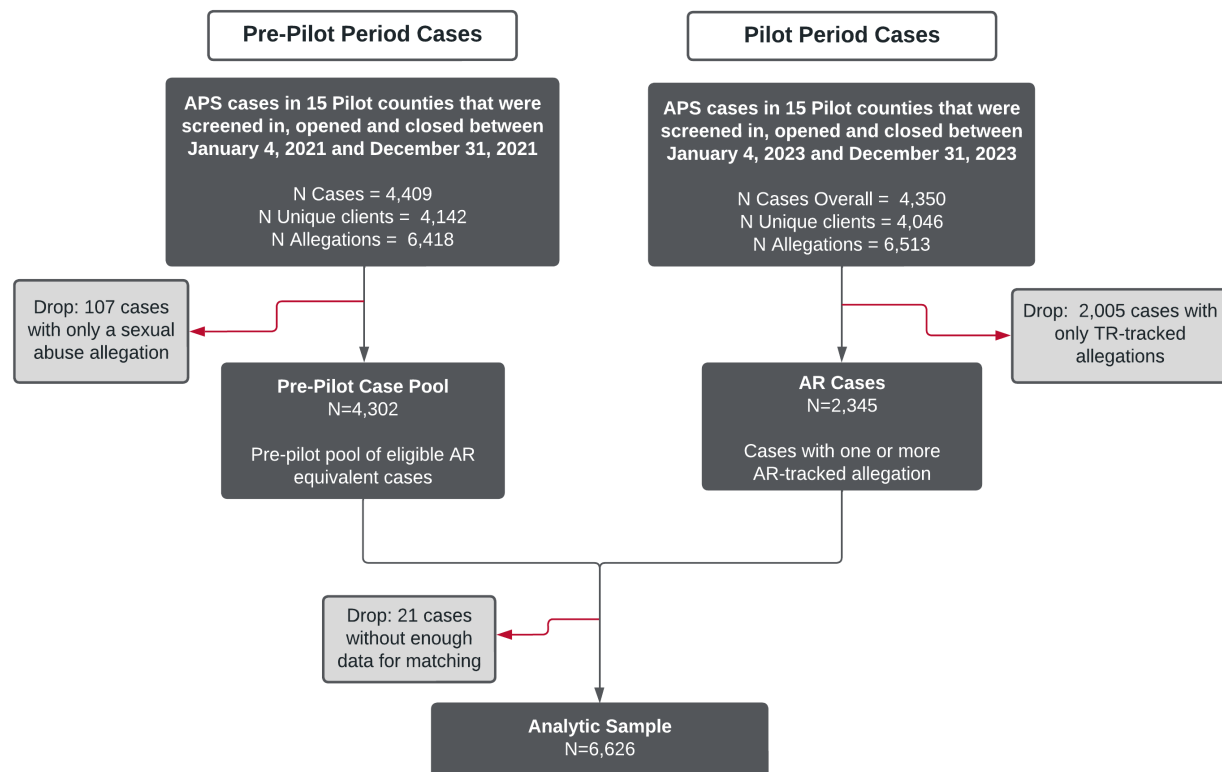 Pre-Pilot Period Cases
Pilot Period Cases
APS cases in 15 Pilot counties that were
screened in, opened and closed between
January 4, 2021 and December 31, 2021
N Cases = 4,409
N Unique clients =  4,142
N Allegations =  6,418
APS cases in 15 Pilot counties that were
screened in, opened and closed between
January 4, 2023 and December 31, 2023
N Cases Overall =  4,350
N Unique clients = 4,046
N Allegations = 6,513
Drop: 107 cases
with only a sexual
abuse allegation
Drop:  2,005 cases with
only TR-tracked
allegations
Pre-Pilot Case Pool
N=4,302
Pre-pilot pool of eligible AR
equivalent cases
AR Cases
N=2,345
Cases with one or more
AR-tracked allegation
Drop: 21 cases
without enough
data for matching
Analytic Sample
N=6,626